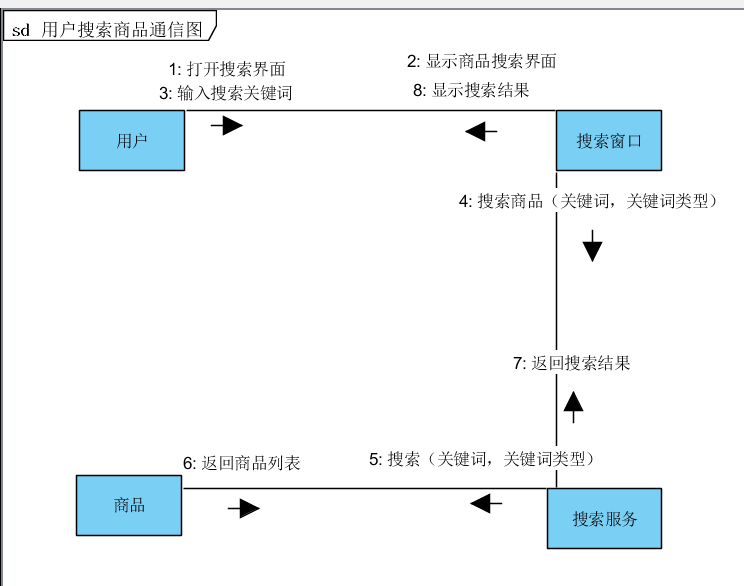 sd 用户搜索商品通信图
1: 打开搜索界面
2: 显示商品搜索界面
3: 输入搜索关键词
8: 显示搜索结果
用户
搜索窗口
4: 搜索商品（关键词，关键词类型）
7: 返回搜索结果
6: 返回商品列表
5: 搜索（关键词，关键词类型）
商品
搜索服务